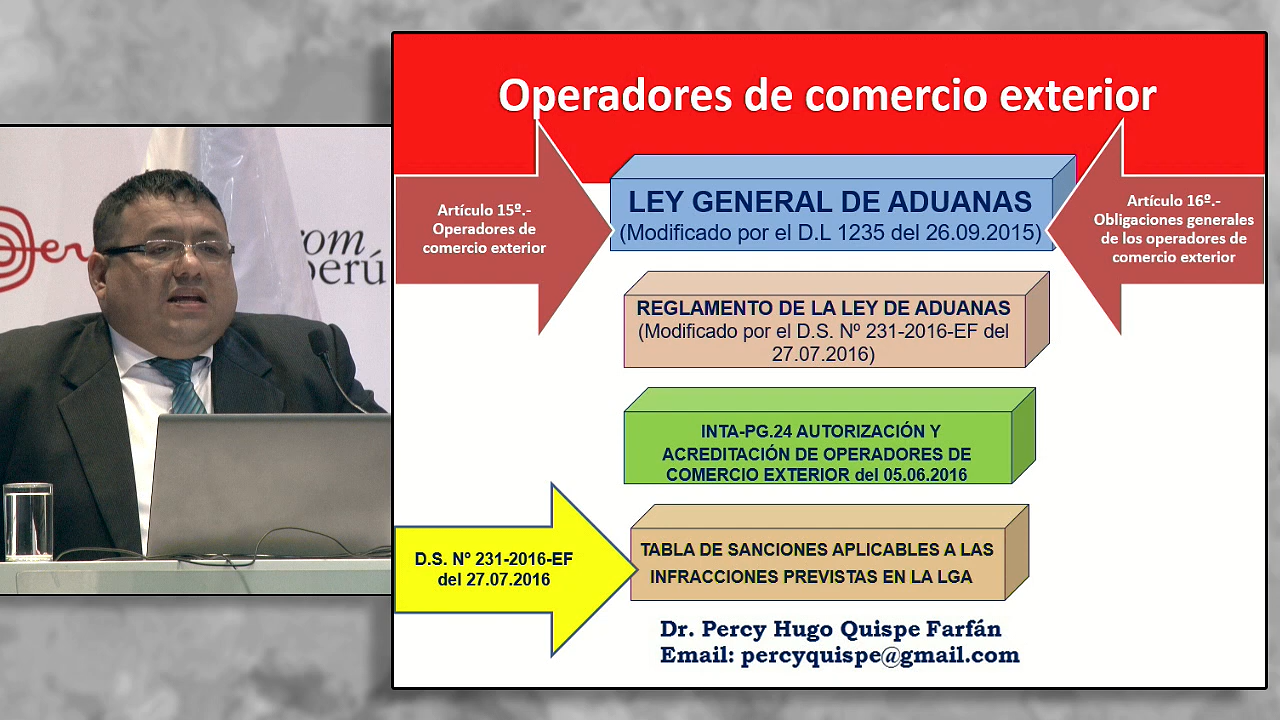 Operadores de comercio exterior
Artículo 15º.-
Operadores de
comercio exterior
LEY GENERAL DE ADUANAS
(Modificado por el D.L 1235 del 26.09.2015)
Artículo 16º.-
Obligaciones generales
de los operadores de
comercio exterior
REGLAMENTO DE LA LEY DE ADUANAS
(Modificado por el D.S. Nº 231-2016-EF del
27.07.2016)
INTA-PG.24 AUTORIZACIÓN Y
ACREDITACIÓN DE OPERADORES DE
COMERCIO EXTERIOR del 05.06.2016
D.S. Nº 231-2016-EF
del 27.07.2016
TABLA DE SANCIONES APLICABLES A LAS
INFRACCIONES PREVISTAS EN LA LGA
Dr. Percy Hugo Quispe Farfán
Email: percyquispe@gmail.com
rom
perú